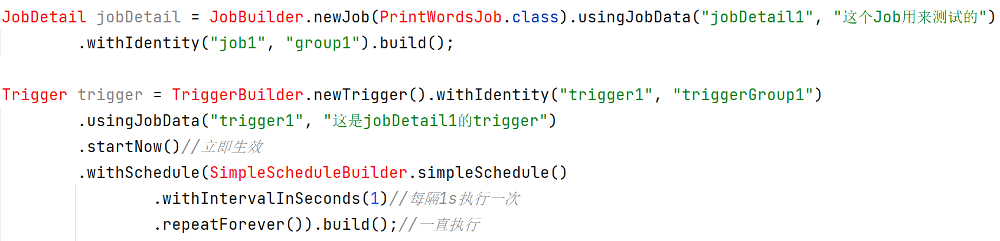 JobDetail jobDetail = JobBuilder.newJob(PrintWordsJob.class).usingJobData("jobDetail1", "这个Job用来测试的")
        .withIdentity("job1", "group1").build();
Trigger trigger = TriggerBuilder.newTrigger().withIdentity("trigger1", "triggerGroup1")
        .usingJobData("trigger1", "这是jobDetail1的trigger")
        .startNow()//立即生效
        .withSchedule(SimpleScheduleBuilder.simpleSchedule()
                .withIntervalInSeconds(1)//每隔1s执行一次
                .repeatForever()).build();//一直执行